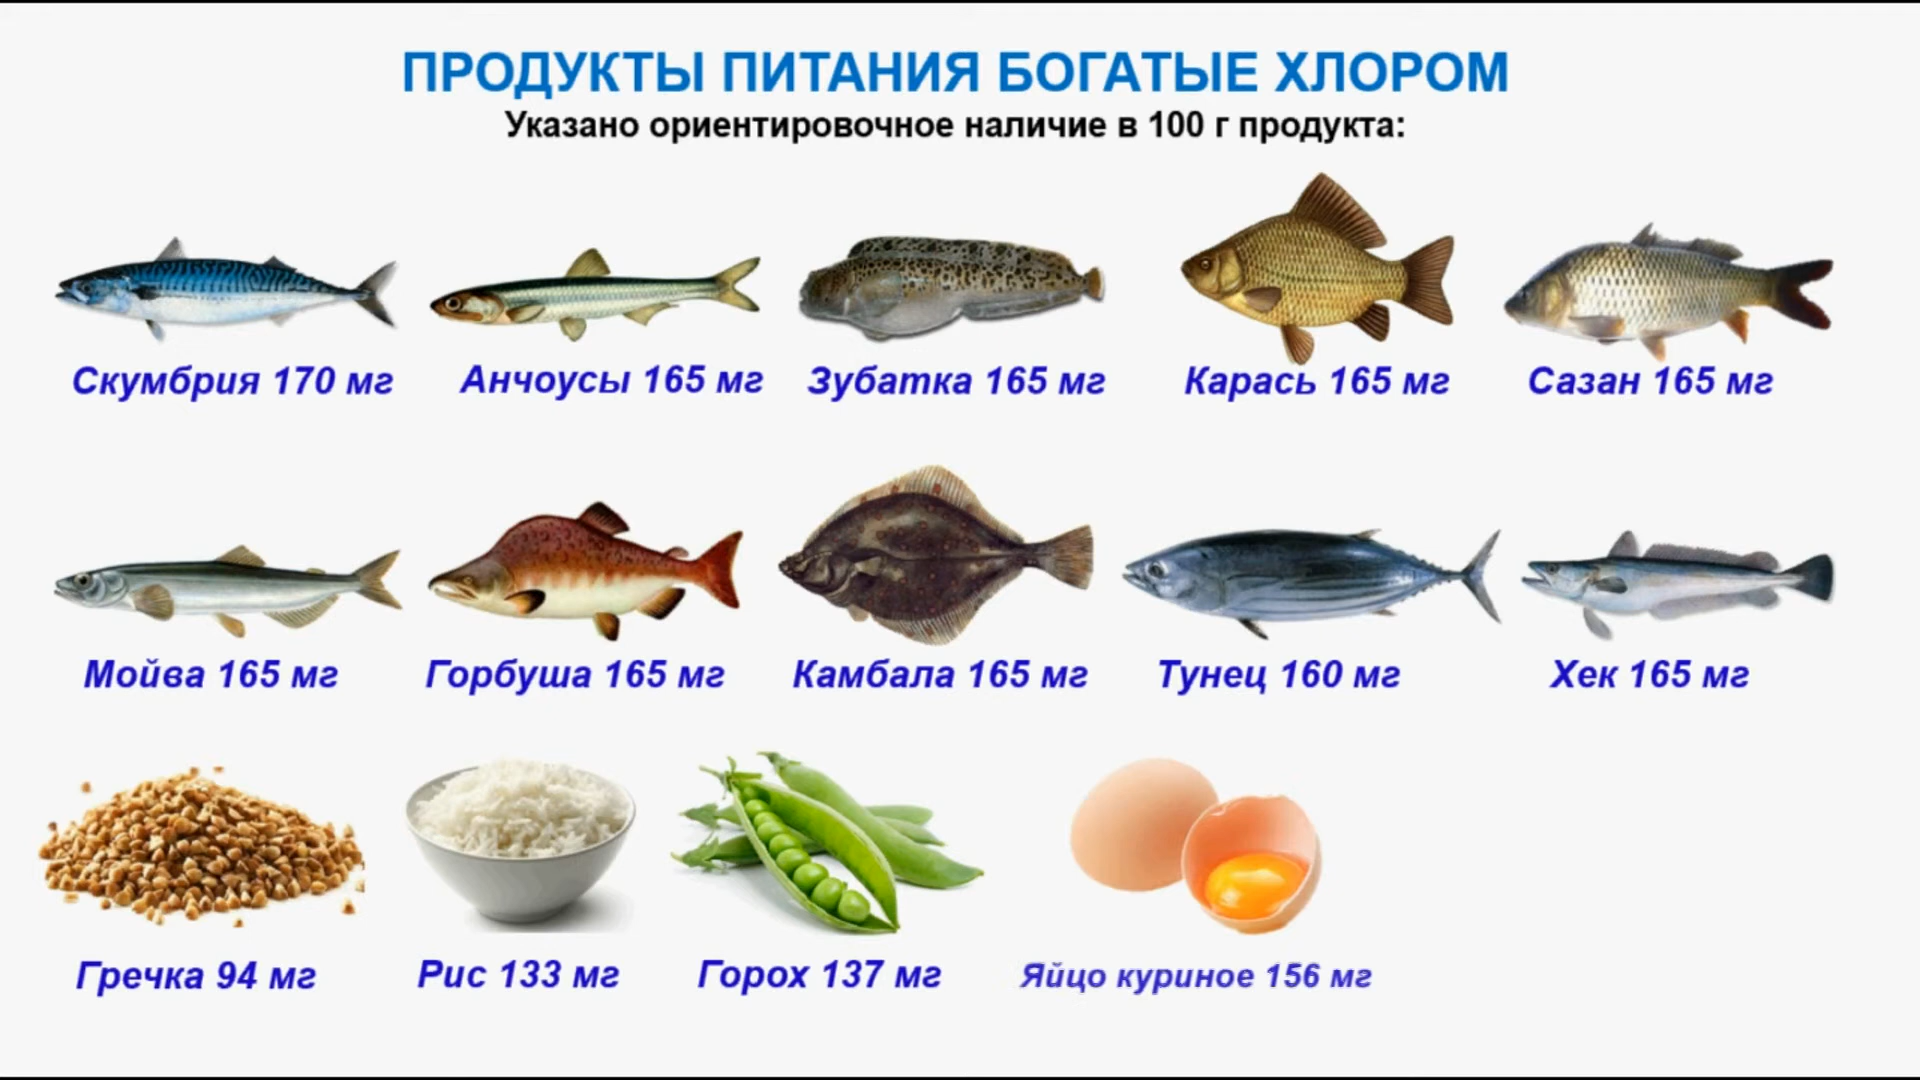 ПРОДУКТЫ ПИТАНИЯ БОГАТЫЕ ХЛОРОМ
Указано ориентировочное наличие в 100 г продукта:
Скумбрия 170 мг
Анчоусы 165 мг
Зубатка 165 мг
Карась 165 мг
Сазан 165 мг
Мойва 165 мг
Горбуша 165 мг
Камбала 165 мг
Тунец 160 мг
Хек 165 мг
Гречка 94 мг
Рис 133 мг
Горох 137 мг
Яйцо куриное 156 мг